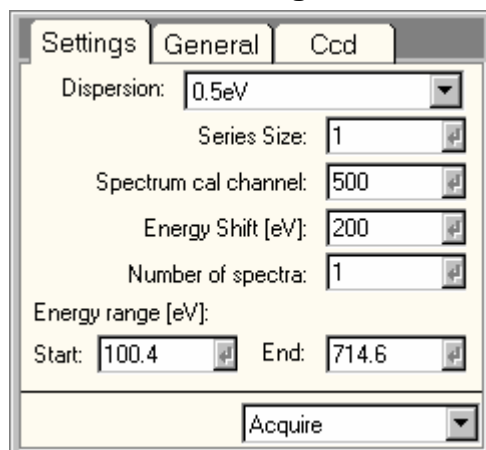 Settings General Ccd
Dispersion: 0.5eV
Series Size: 1
Spectrum cal channel: 500
Energy Shift [eV]: 200
Number of spectra: 1
Energy range [eV]:
Start: 100.4 End: 714.6
Acquire